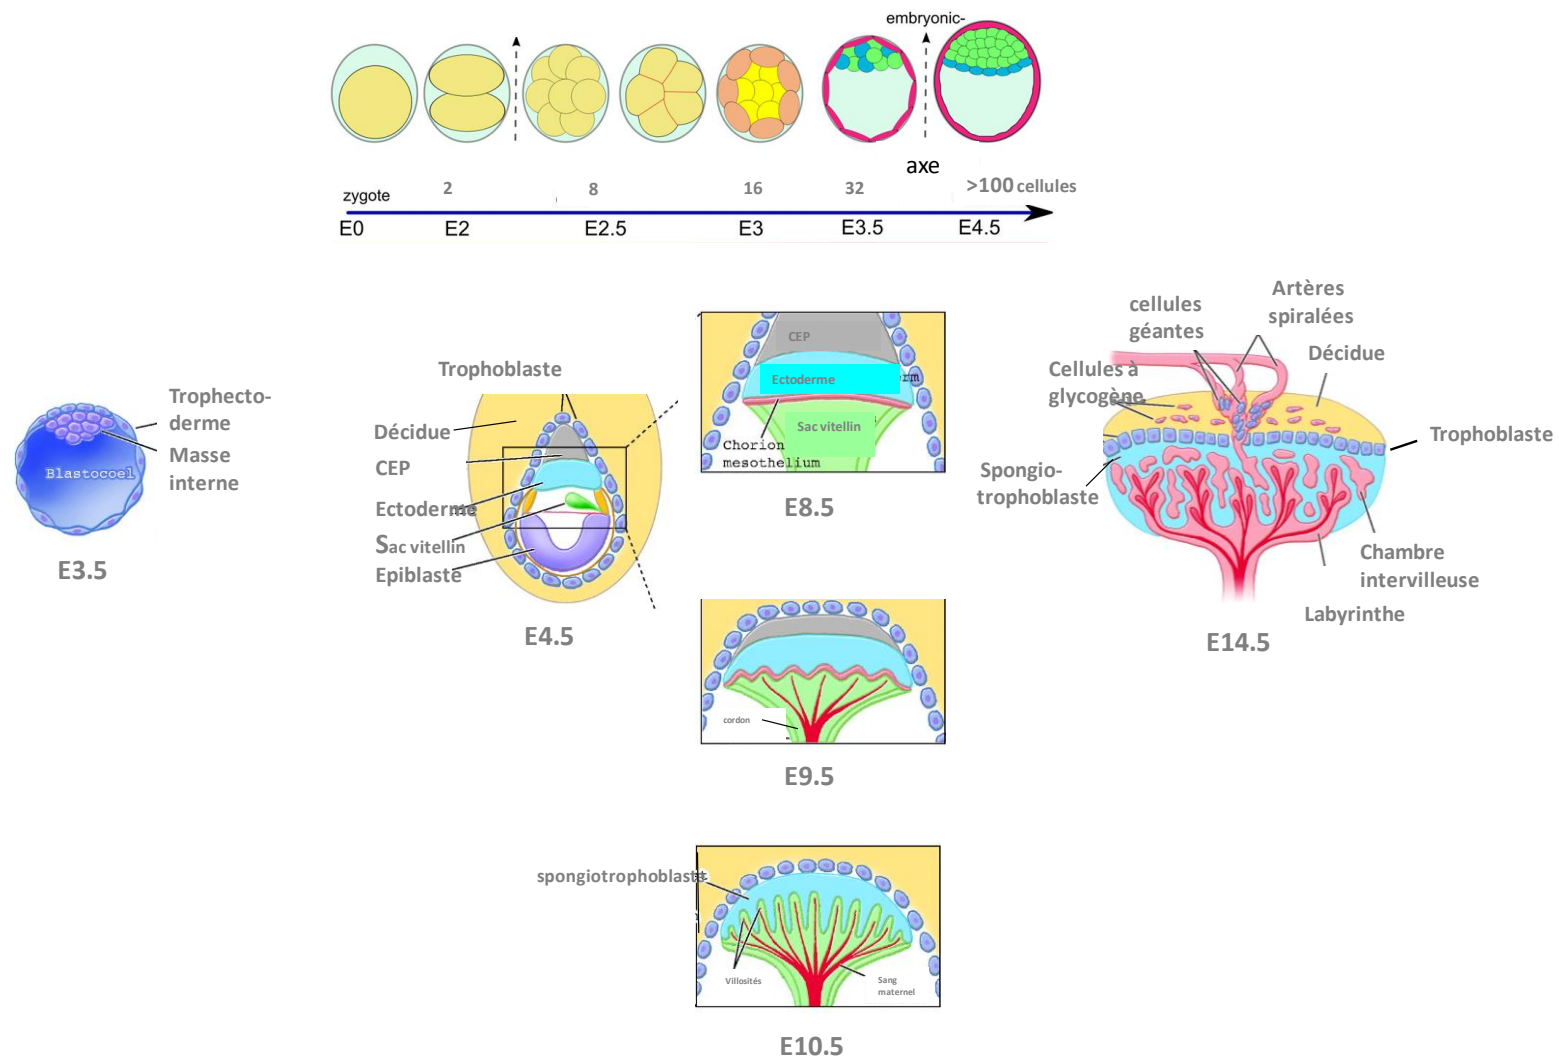 embryonic-
axe
zygote
2
8
16
32
>100 cellules
E0
E2
E2.5
E3
E3.5
E4.5
Trophecto-
derme
Masse
interne
Blastocoel
E3.5
Trophoblaste
Décidue
CEP
Ectoderme
Sac vitellin
Epiblaste
E4.5
CEP
Ectoderme
Sac vitellin
Chorion
mesothelium
E8.5
cordon
E9.5
spongiotrophoblaste
Villosités
Sang
maternel
E10.5
cellules
géantes
Artères
spiralées
Décidue
Cellules à
glycogène
Trophoblaste
Spongio-
trophoblaste
Chambre
intervilleuse
Labyrinthe
E14.5